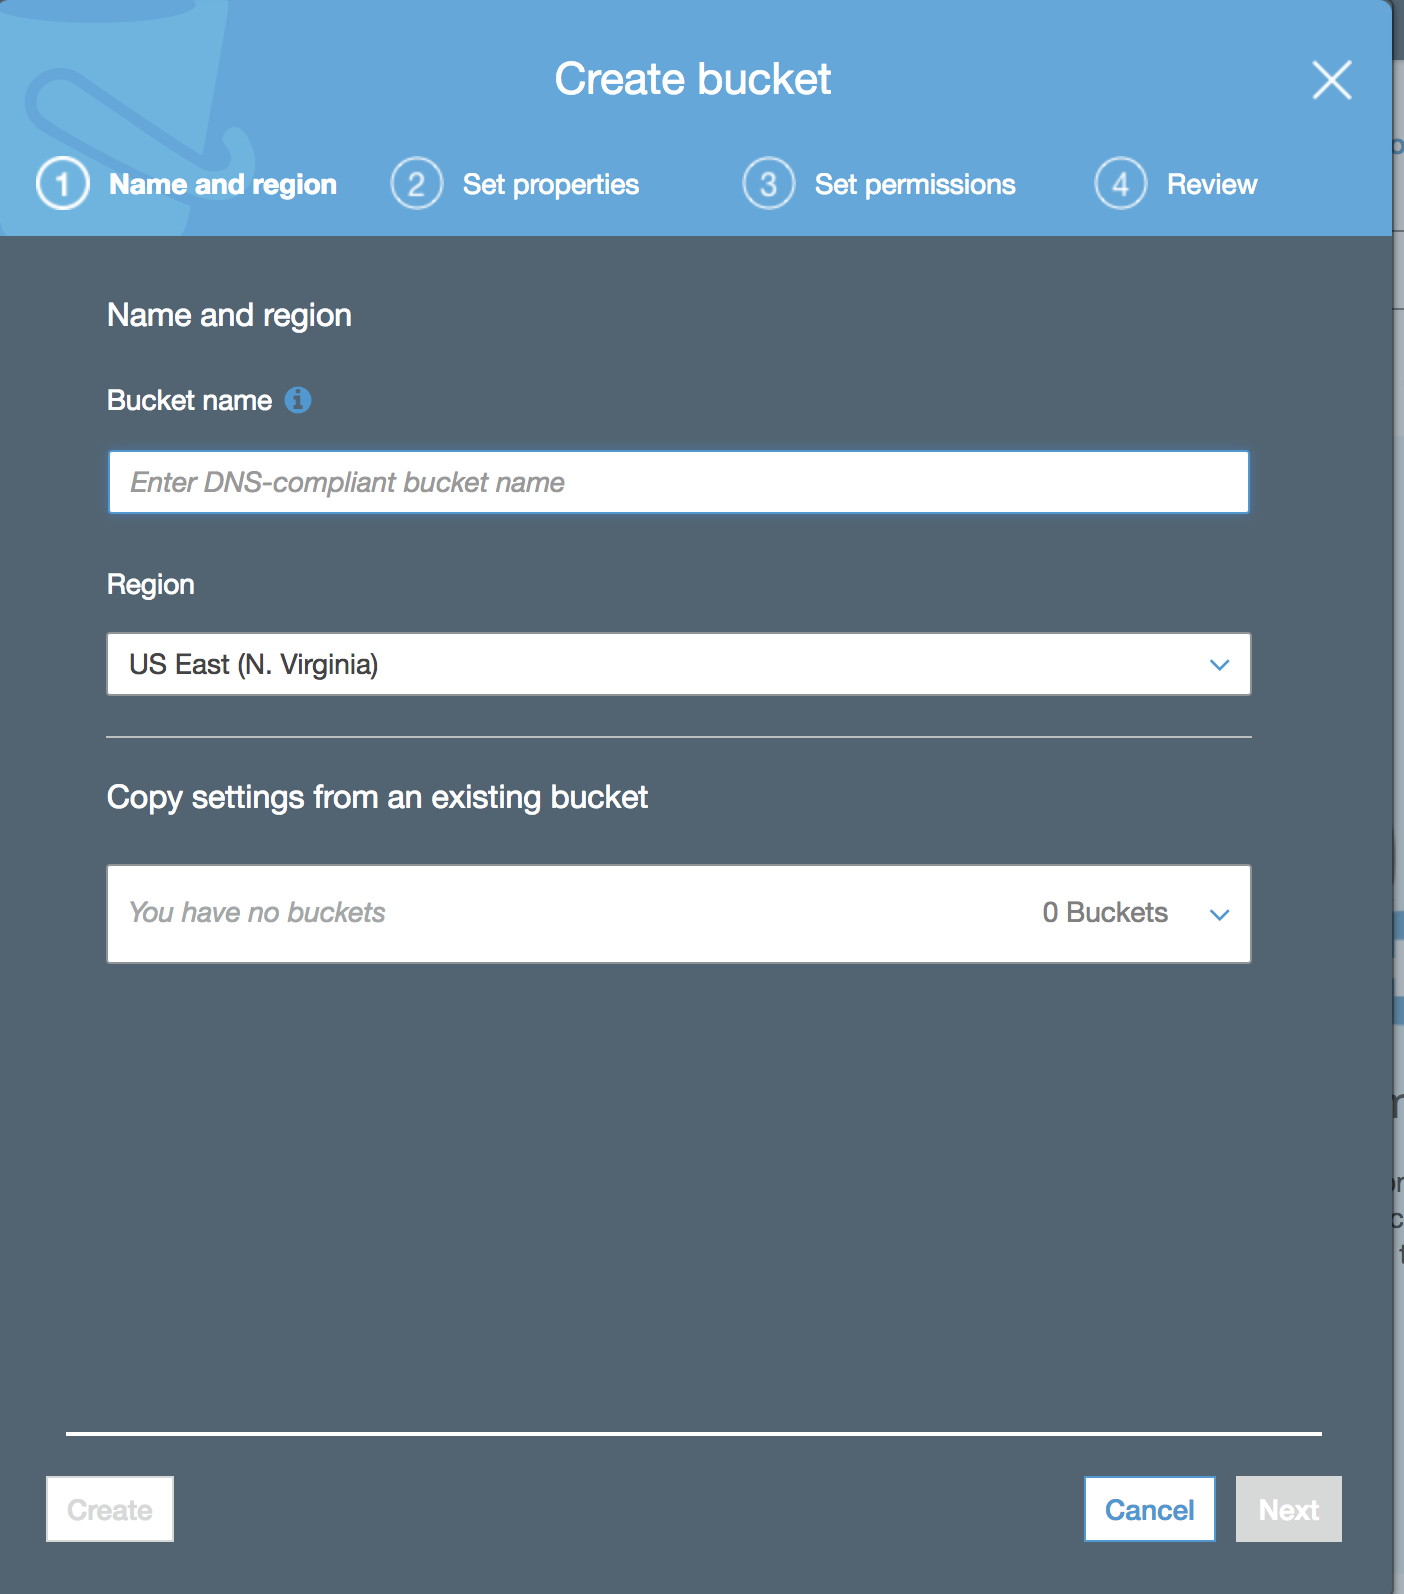 Create bucket
1 Name and region 2 Set properties 3 Set permissions 4 Review
Name and region
Bucket name
Enter DNS-compliant bucket name
Region
US East (N. Virginia)
Copy settings from an existing bucket
You have no buckets 0 Buckets
Create Cancel Next